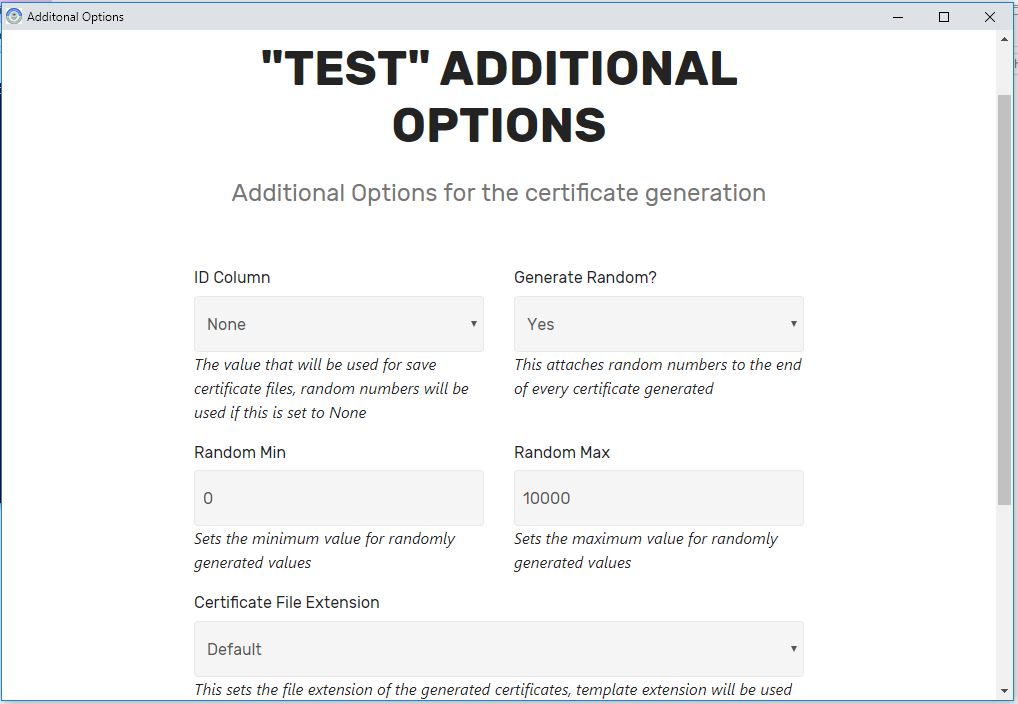 Additonal Options
"TEST" ADDITIONAL
OPTIONS
Additional Options for the certificate generation
ID Column
Generate Random?
None
Yes
The value that will be used for save
certificate files, random numbers will be
used if this is set to None
This attaches random numbers to the end
of every certificate generated
Random Min
Random Max
0
10000
Sets the minimum value for randomly
generated values
Sets the maximum value for randomly
generated values
Certificate File Extension
Default
This sets the file extension of the generated certificates, template extension will be used